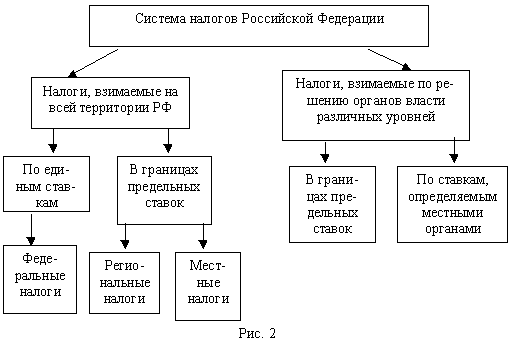 Система налогов Российской Федерации
Налоги, взимаемые на
всей территории РФ
Налоги, взимаемые по ре-
шению органов власти
различных уровней
По еди-
ным став-
кам
В границах
предельных
ставок
В грани-
цах пре-
дельных
ставок
По ставкам,
определяемым
местными
органами
Феде-
ральные
налоги
Регио-
нальные
налоги
Мест-
ные
налоги
Рис. 2